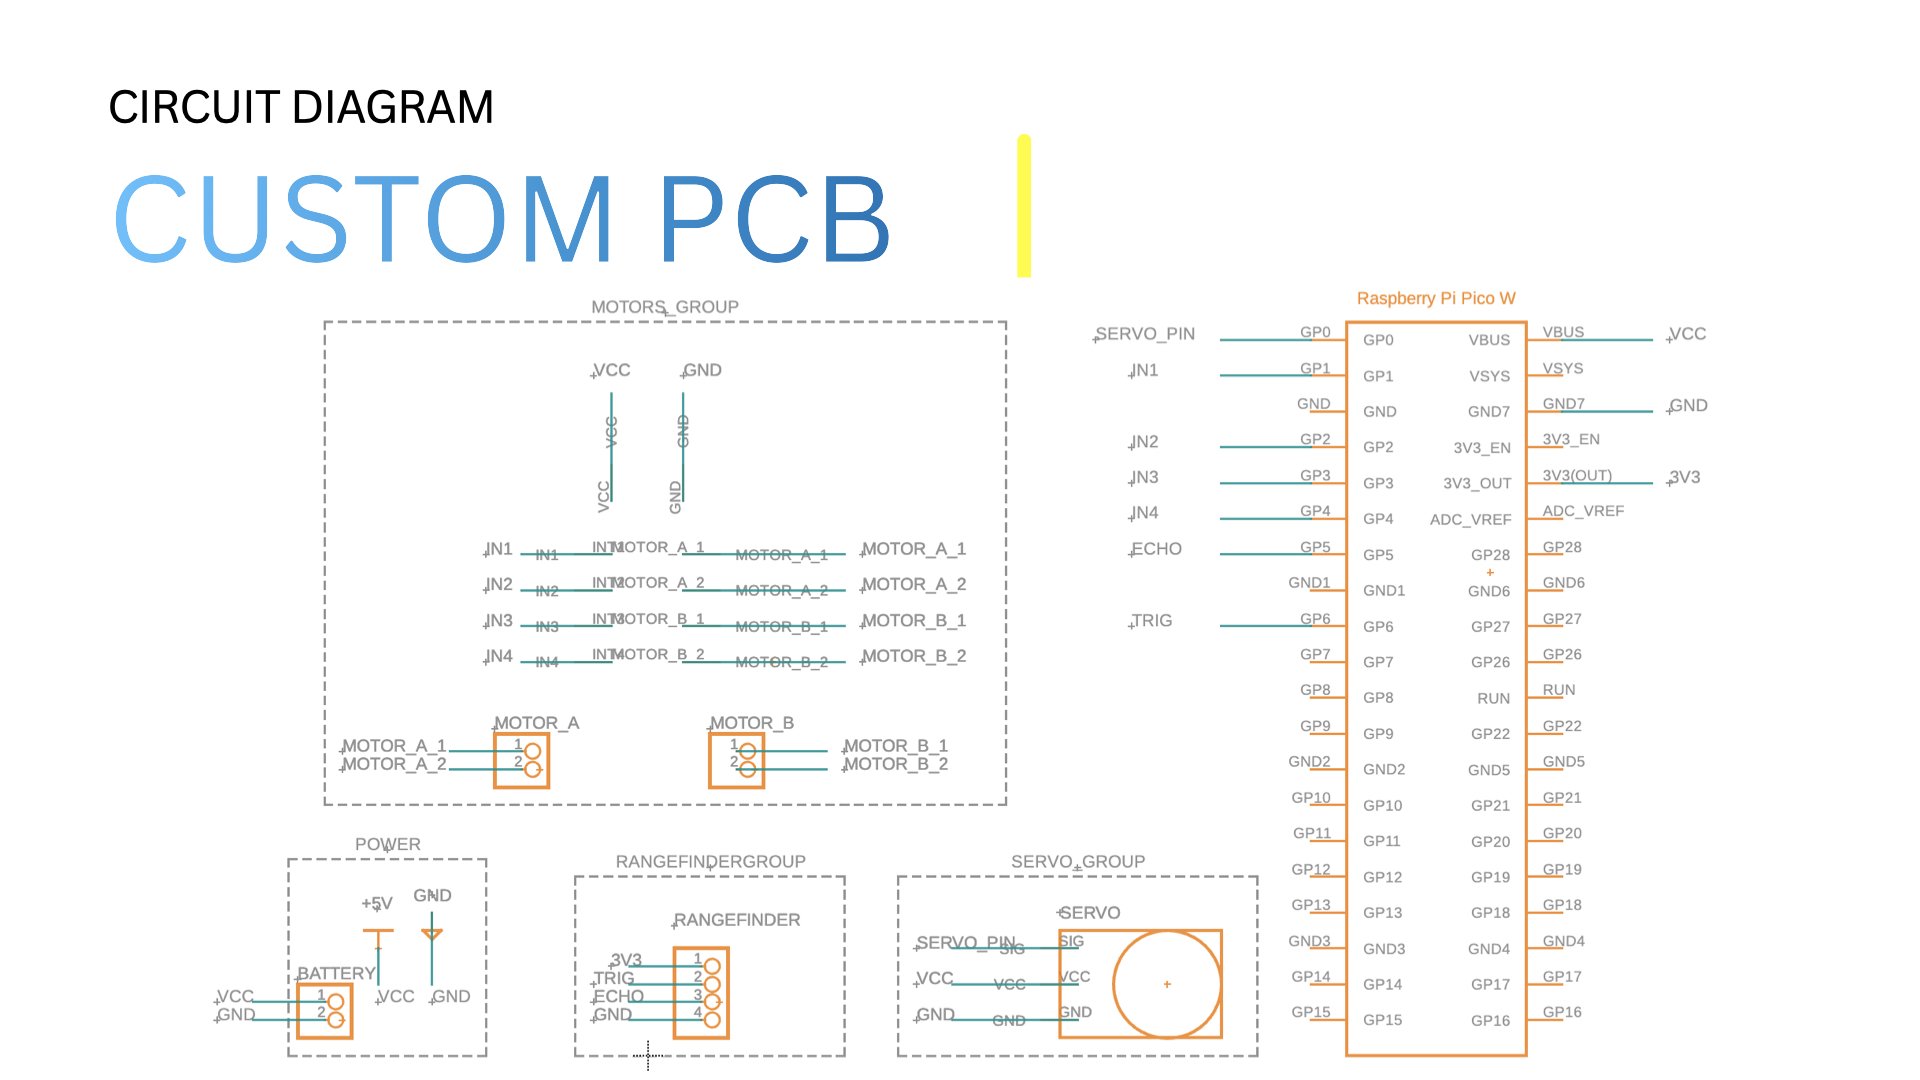 CIRCUIT DIAGRAM
CUSTOM PCB
MOTORS_GROUP
VCC GND
VCC GND
VCC GND
IN1 IN1 MOTOR_A_1 MOTOR_A_1 MOTOR_A_1
IN2 IN2 MOTOR_A_2 MOTOR_A_2 MOTOR_A_2
IN3 IN3 MOTOR_B_1 MOTOR_B_1 MOTOR_B_1
IN4 IN4 MOTOR_B_2 MOTOR_B_2 MOTOR_B_2
MOTOR_A MOTOR_B
MOTOR_A_1 1 1 MOTOR_B_1
MOTOR_A_2 2 2 MOTOR_B_2
POWER
+5V GND
BATTERY
VCC 1 VCC GND
GND 2
RANGEFINDERGROUP
RANGEFINDER
3V3 1
TRIG 2
ECHO 3
GND 4
SERVO_GROUP
SERVO
SERVO_PIN SIG SIG
VCC VCC VCC
GND GND GND
Raspberry Pi Pico W
SERVO_PIN GP0 GP0 VBUS VBUS VCC
IN1 GP1 GP1 VSYS VSYS
GND GND GND7 GND7 GND
IN2 GP2 GP2 3V3_EN 3V3_EN
IN3 GP3 GP3 3V3_OUT 3V3(OUT) 3V3
IN4 GP4 GP4 ADC_VREF ADC_VREF
ECHO GP5 GP5 GP28 GP28
GND1 GND1 GND6 GND6
TRIG GP6 GP6 GP27 GP27
GP7 GP7 GP26 GP26
GP8 GP8 RUN RUN
GP9 GP9 GP22 GP22
GND2 GND2 GND5 GND5
GP10 GP10 GP21 GP21
GP11 GP11 GP20 GP20
GP12 GP12 GP19 GP19
GP13 GP13 GP18 GP18
GND3 GND3 GND4 GND4
GP14 GP14 GP17 GP17
GP15 GP15 GP16 GP16